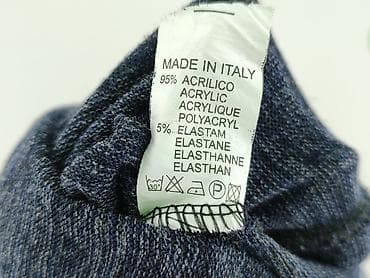 MADE IN ITALY
95% ACRILICO
ACRYLIC
ACRYLIQUE
POLYACRYL
5% ELASTAM
ELASTANE
ELASTHANNE
ELASTHAN
P